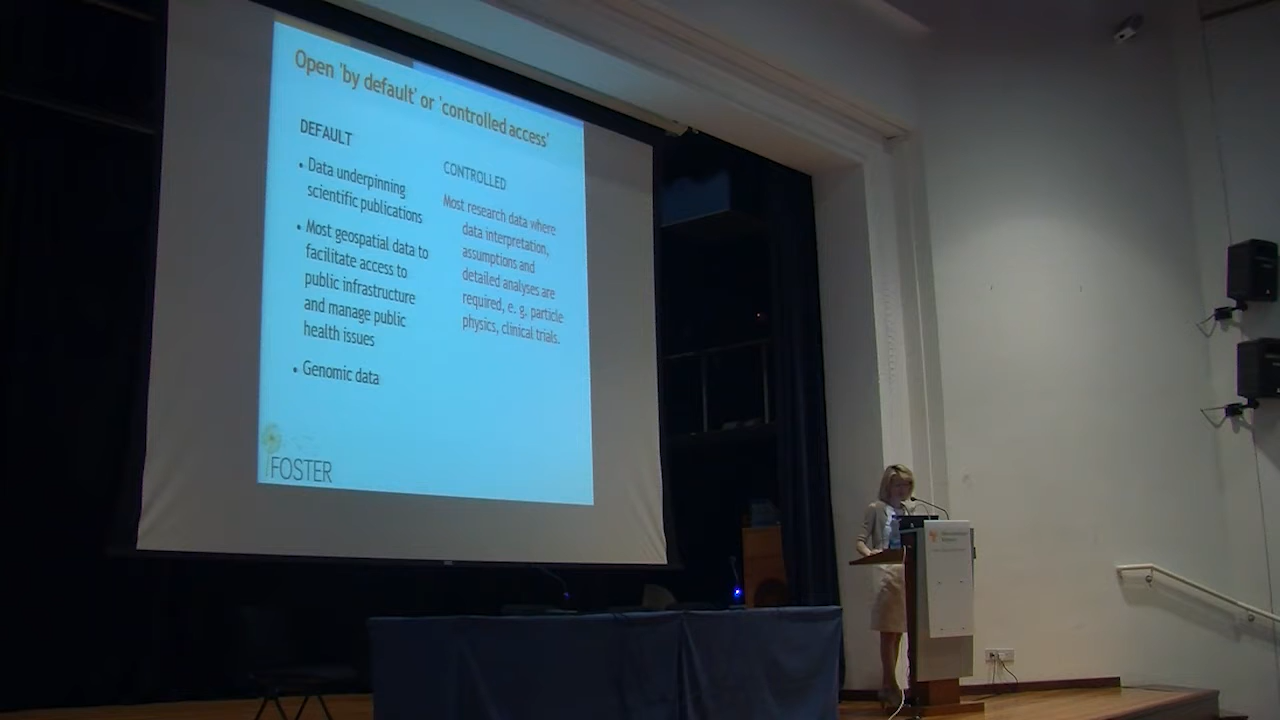 Open 'by default' or 'controlled access'
DEFAULT
• Data underpinning
scientific publications
• Most geospatial data to
facilitate access to
public infrastructure
and manage public
health issues
• Genomic data
CONTROLLED
Most research data where
data interpretation,
assumptions and
detailed analyses are
required, e. g. particle
physics, clinical trials.
FOSTER